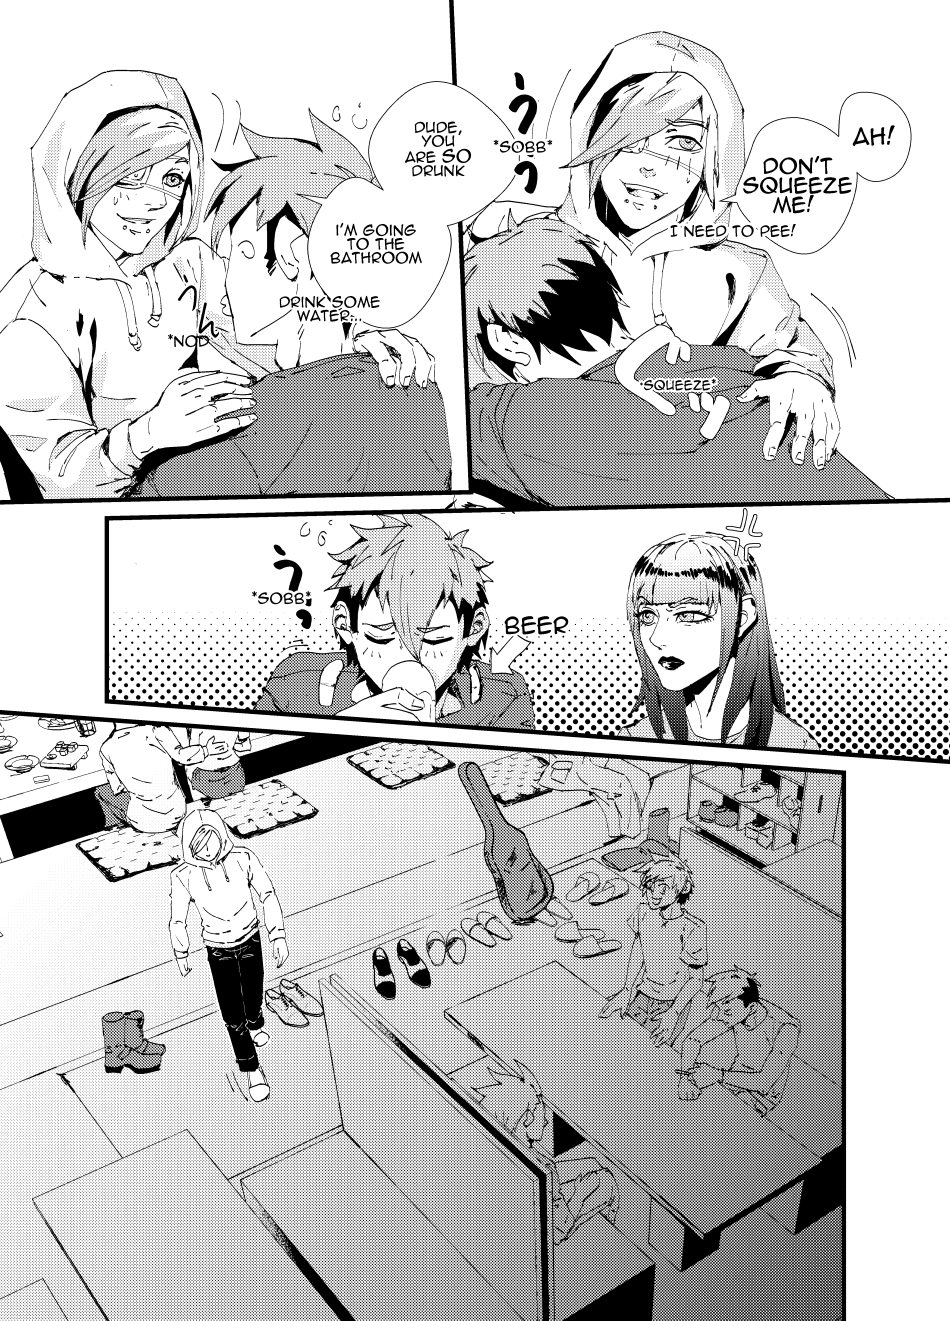 AH!
DON'T
SQUEEZE
ME!
I NEED TO PEE!
う
*SOBB*
*SQUEEZE*
DUDE,
YOU
ARE SO
DRUNK
I'M GOING
TO THE
BATHROOM
DRINK SOME
WATER...
うん
*NOD*
う
*SOBB*
BEER